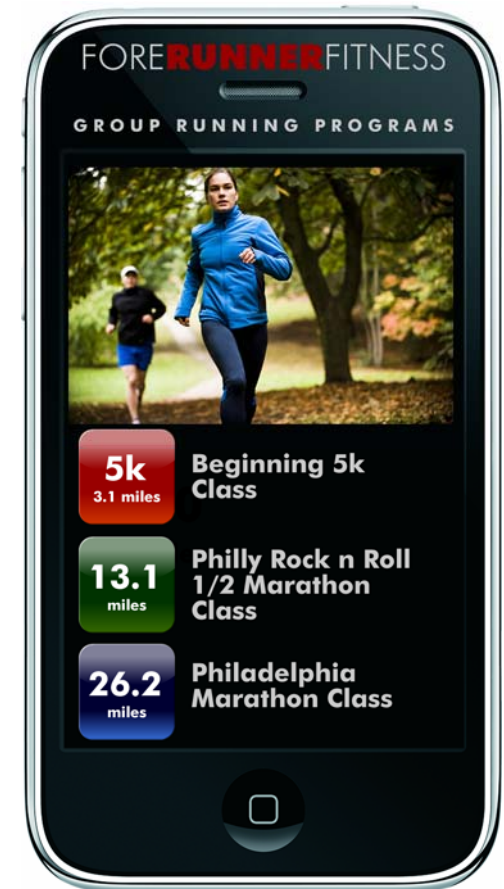 FORERUNNERFITNESS
GROUP RUNNING PROGRAMS
5k
3.1 miles
Beginning 5k
Class
13.1
miles
Philly Rock n Roll
1/2 Marathon
Class
26.2
miles
Philadelphia
Marathon Class